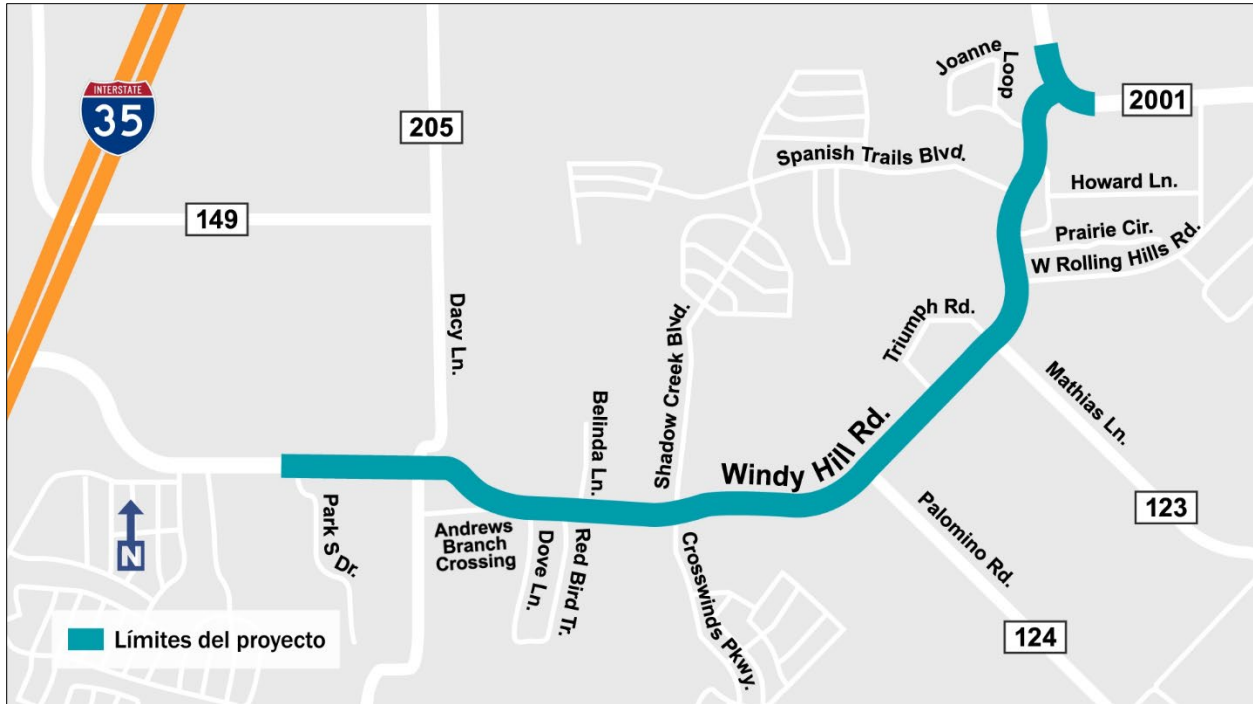 INTERSTATE
35
205
149
Dacy Ln.
Joanne
Loop
2001
Spanish Trails Blvd.
Howard Ln.
Prairie Cir.
W Rolling Hills Rd.
Triumph Rd.
Mathias Ln.
123
Shadow Creek Blvd.
Belinda Ln.
Windy Hill Rd.
Palomino Rd.
124
Park S Dr.
Andrews
Branch
Crossing
Dove Ln.
Red Bird Tr.
Crosswinds Pkwy.
N
Límites del proyecto